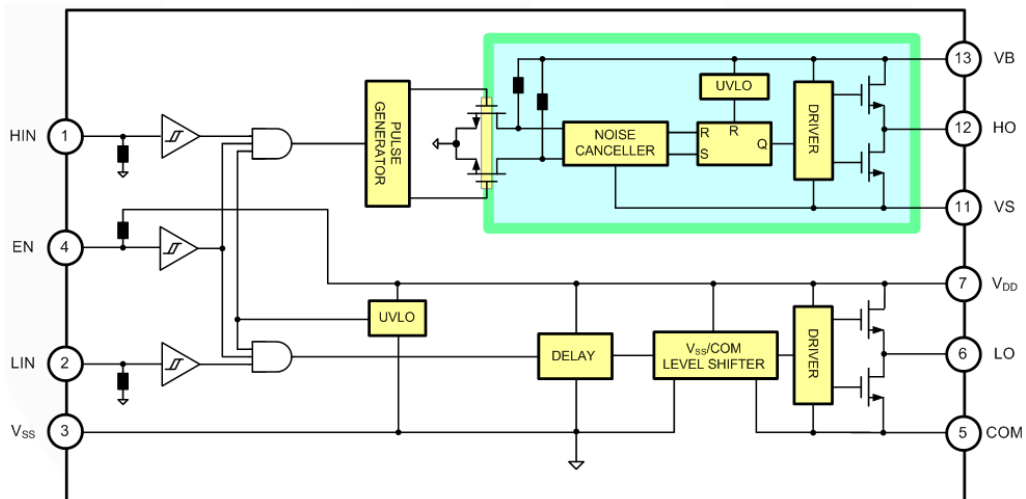 13 VB
UVLO
HIN 1
PULSE
GENERATOR
NOISE
CANCELLER
R
S
R
Q
DRIVER
12 HO
11 VS
EN 4
7 VDD
UVLO
DELAY
VSS/COM
LEVEL SHIFTER
DRIVER
LIN 2
6 LO
VSS 3
5 COM